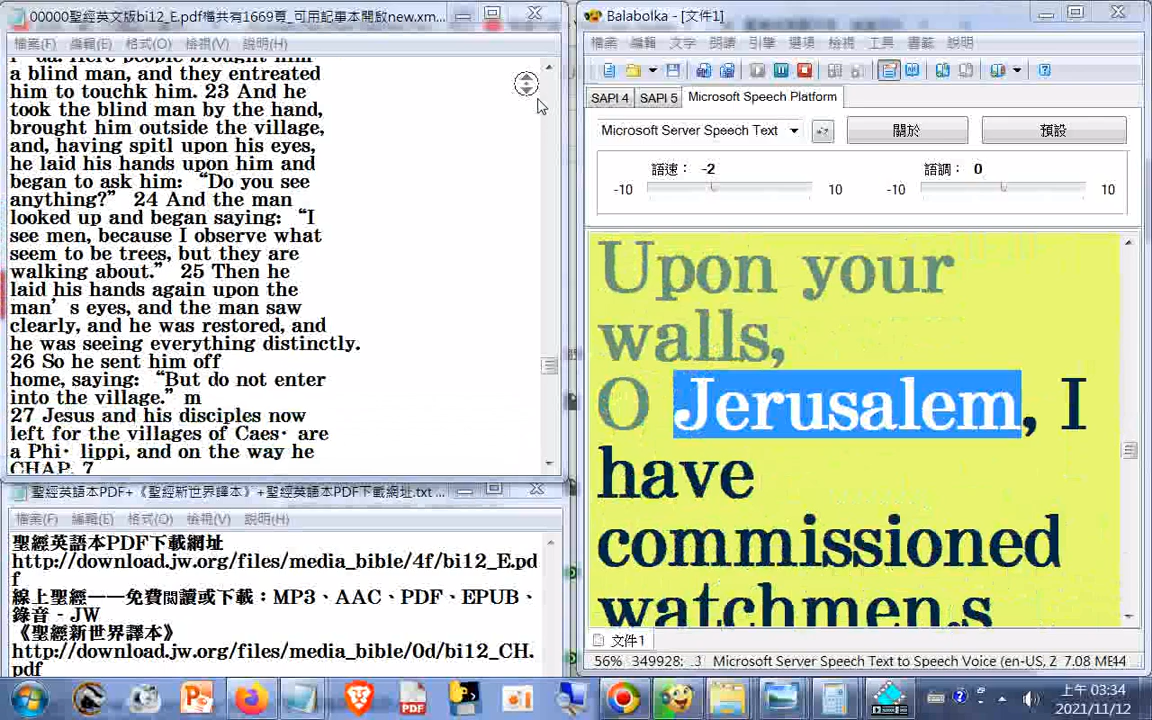 00000聖經英文版bi12_E.pdf檔共有1669頁_可用記事本開啟new.xm...
檔案(F) 編輯(E) 格式(O) 檢視(V) 說明(H)
a blind man, and they entreated
him to touchk him. 23 And he
took the blind man by the hand,
brought him outside the village,
and, having spitl upon his eyes,
he laid his hands upon him and
began to ask him: “Do you see
anything?” 24 And the man
looked up and began saying: “I
see men, because I observe what
seem to be trees, but they are
walking about.” 25 Then he
laid his hands again upon the
man’s eyes, and the man saw
clearly, and he was restored, and
he was seeing everything distinctly.
26 So he sent him off
home, saying: “But do not enter
into the village.” m
27 Jesus and his disciples now
left for the villages of Caes· are
a Phi· lippi, and on the way he
CHAP. 7
聖經英語本PDF+《聖經新世界譯本》+聖經英語本PDF下載網址.txt ...
檔案(F) 編輯(E) 格式(O) 檢視(V) 說明(H)
聖經英語本PDF下載網址
http://download.jw.org/files/media_bible/4f/bi12_E.pd
f
線上聖經——免費閱讀或下載：MP3、AAC、PDF、EPUB、
錄音 - JW
《聖經新世界譯本》
http://download.jw.org/files/media_bible/0d/bi12_CH.
pdf
Balabolka - [文件1]
檔案 編輯 文字 朗讀 引擎 選項 檢視 工具 書籤 說明
SAPI 4 SAPI 5 Microsoft Speech Platform
Microsoft Server Speech Text 關於 預設
語速： -2 語調： 0
-10 10 -10 10
Upon your
walls,
O Jerusalem, I
have
commissioned
watchmen.s
文件1
56% 349928: .3 Microsoft Server Speech Text to Speech Voice (en-US, 2 7.08 ME44
上午 03:34
2021/11/12